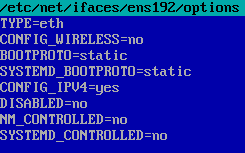 /etc/net/ifaces/ens192/options
TYPE=eth
CONFIG_WIRELESS=no
BOOTPROTO=static
SYSTEMD_BOOTPROTO=static
CONFIG_IPV4=yes
DISABLED=no
NM_CONTROLLED=no
SYSTEMD_CONTROLLED=no